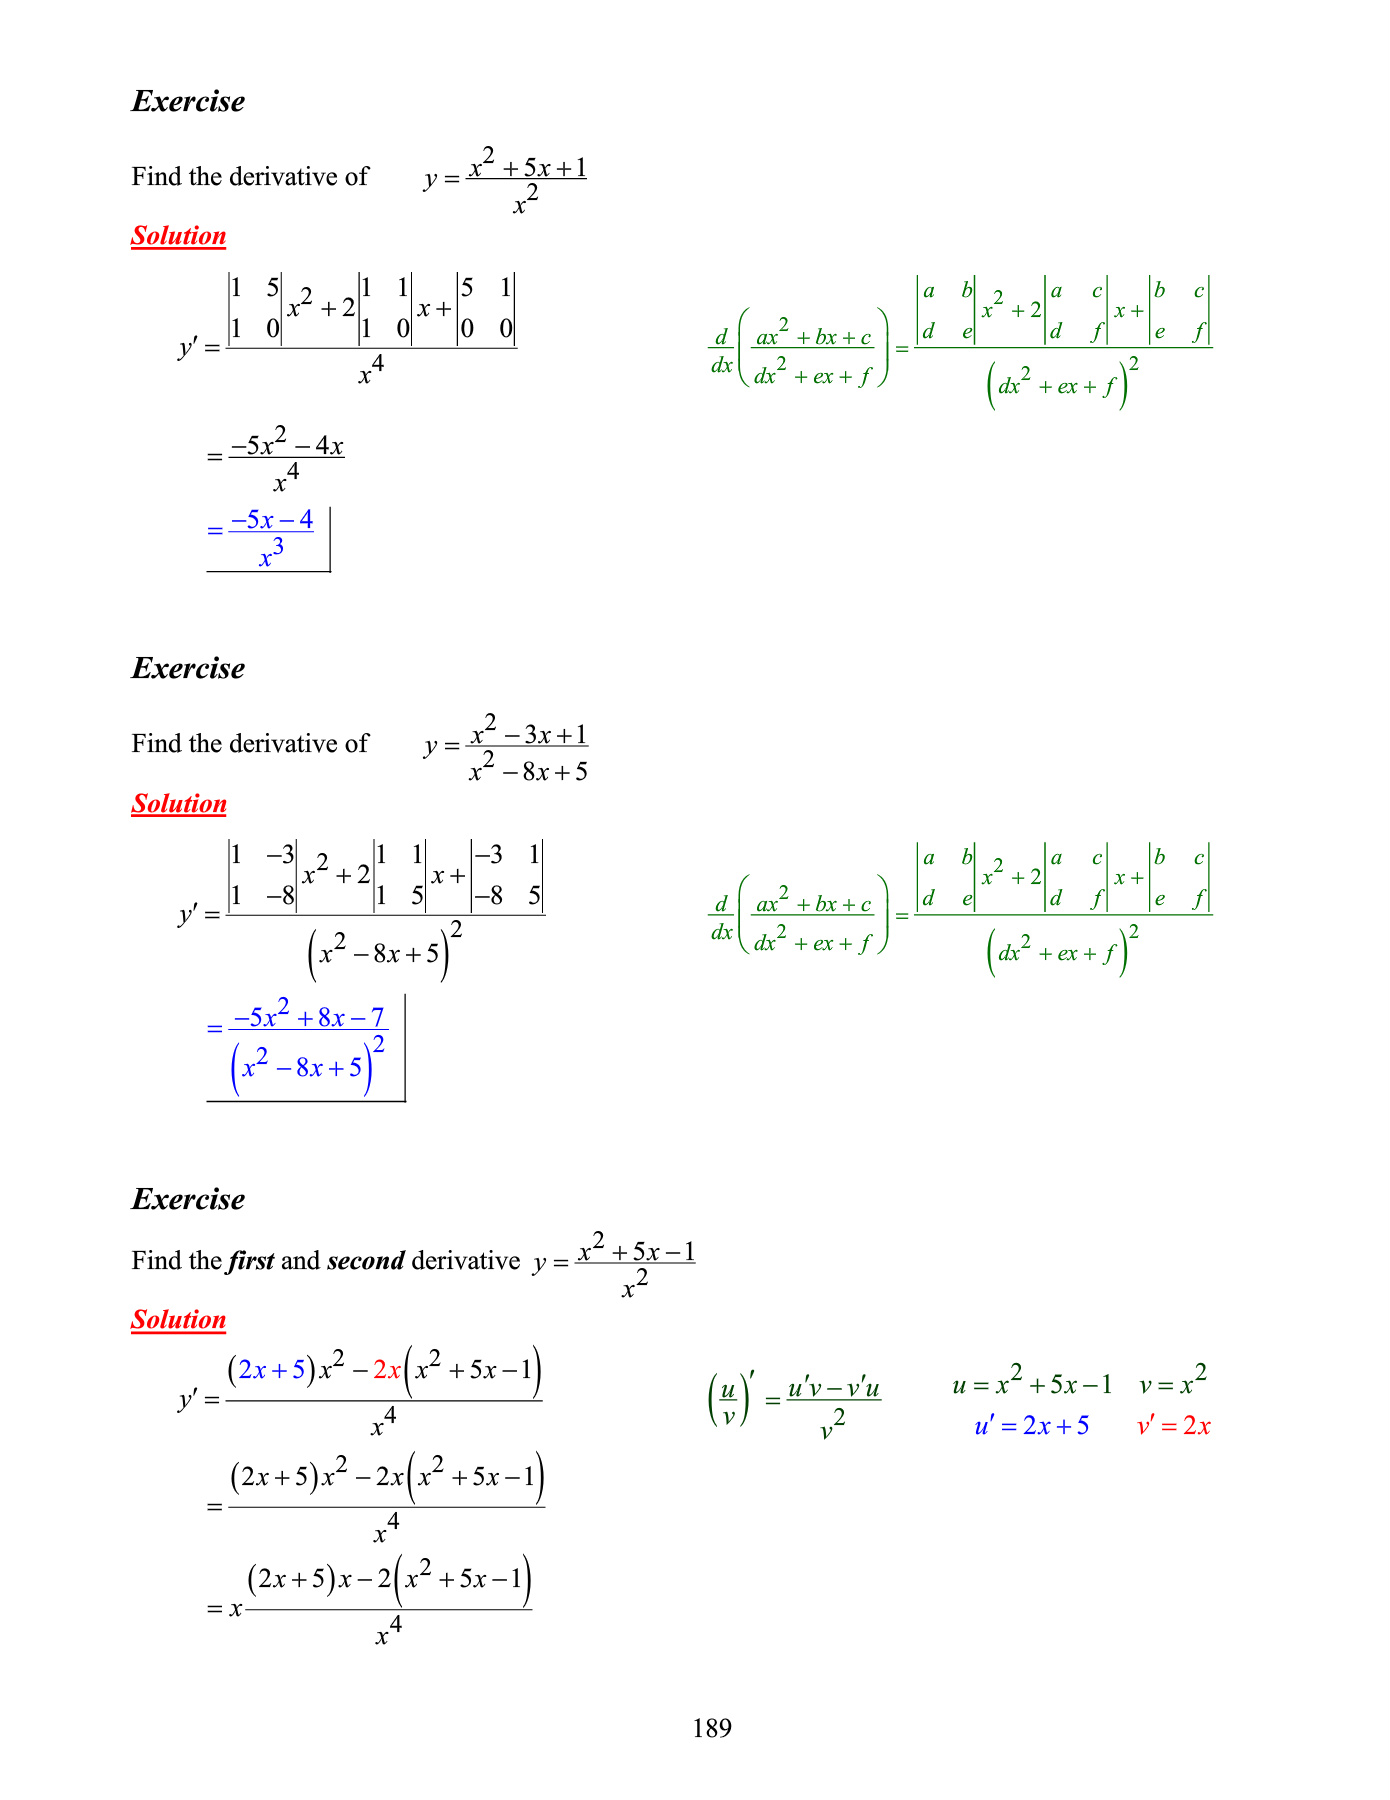 Exercise
Find the derivative of $y = \frac{x^2 + 5x + 1}{x^2}$
Solution
$y' = \frac{\begin{vmatrix} 1 & 5 \\ 1 & 0 \end{vmatrix} x^2 + 2 \begin{vmatrix} 1 & 1 \\ 1 & 0 \end{vmatrix} x + \begin{vmatrix} 5 & 1 \\ 0 & 0 \end{vmatrix}}{x^4}$ $\frac{d}{dx}\left(\frac{ax^2 + bx + c}{dx^2 + ex + f}\right) = \frac{\begin{vmatrix} a & b \\ d & e \end{vmatrix} x^2 + 2 \begin{vmatrix} a & c \\ d & f \end{vmatrix} x + \begin{vmatrix} b & c \\ e & f \end{vmatrix}}{\left(dx^2 + ex + f\right)^2}$
$= \frac{-5x^2 - 4x}{x^4}$
$= \frac{-5x - 4}{x^3}$
Exercise
Find the derivative of $y = \frac{x^2 - 3x + 1}{x^2 - 8x + 5}$
Solution
$y' = \frac{\begin{vmatrix} 1 & -3 \\ 1 & -8 \end{vmatrix} x^2 + 2 \begin{vmatrix} 1 & 1 \\ 1 & 5 \end{vmatrix} x + \begin{vmatrix} -3 & 1 \\ -8 & 5 \end{vmatrix}}{\left(x^2 - 8x + 5\right)^2}$ $\frac{d}{dx}\left(\frac{ax^2 + bx + c}{dx^2 + ex + f}\right) = \frac{\begin{vmatrix} a & b \\ d & e \end{vmatrix} x^2 + 2 \begin{vmatrix} a & c \\ d & f \end{vmatrix} x + \begin{vmatrix} b & c \\ e & f \end{vmatrix}}{\left(dx^2 + ex + f\right)^2}$
$= \frac{-5x^2 + 8x - 7}{\left(x^2 - 8x + 5\right)^2}$
Exercise
Find the first and second derivative $y = \frac{x^2 + 5x - 1}{x^2}$
Solution
$y' = \frac{(2x + 5)x^2 - 2x\left(x^2 + 5x - 1\right)}{x^4}$ $\left(\frac{u}{v}\right)' = \frac{u'v - v'u}{v^2}$ $u = x^2 + 5x - 1$ $v = x^2$
$u' = 2x + 5$ $v' = 2x$
$= \frac{(2x + 5)x^2 - 2x\left(x^2 + 5x - 1\right)}{x^4}$
$= x\frac{(2x + 5)x - 2\left(x^2 + 5x - 1\right)}{x^4}$
189